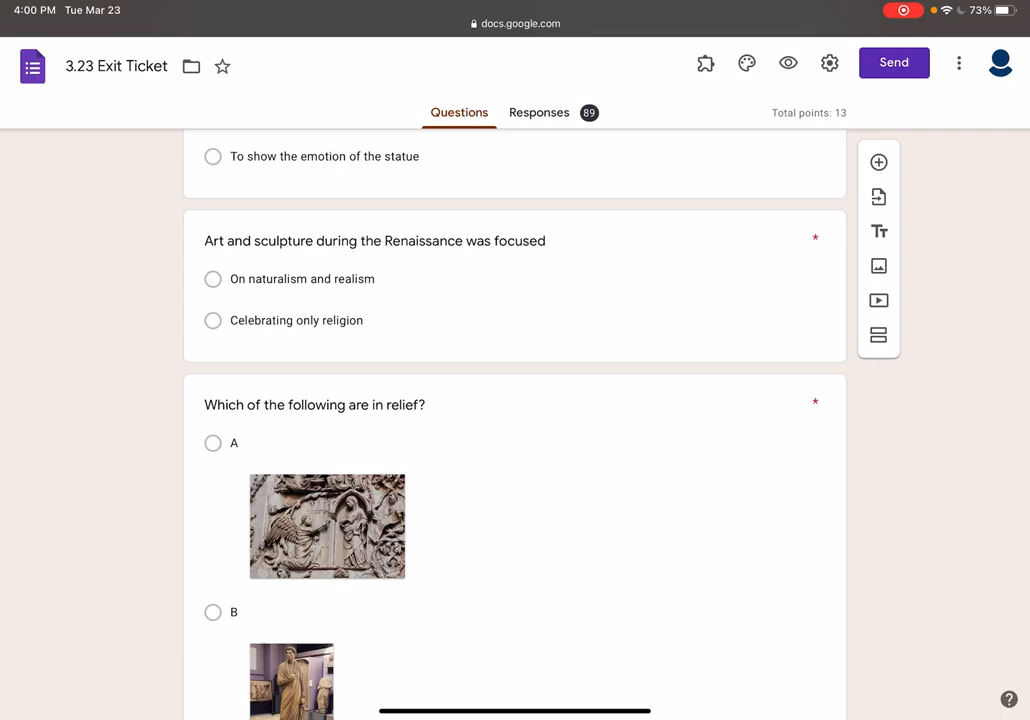 4:00 PM Tue Mar 23
73%
docs.google.com
3.23 Exit Ticket
Send
Questions
Responses 89
Total points: 13
To show the emotion of the statue
Art and sculpture during the Renaissance was focused *
On naturalism and realism
Celebrating only religion
Which of the following are in relief? *
A
B
Tт
?